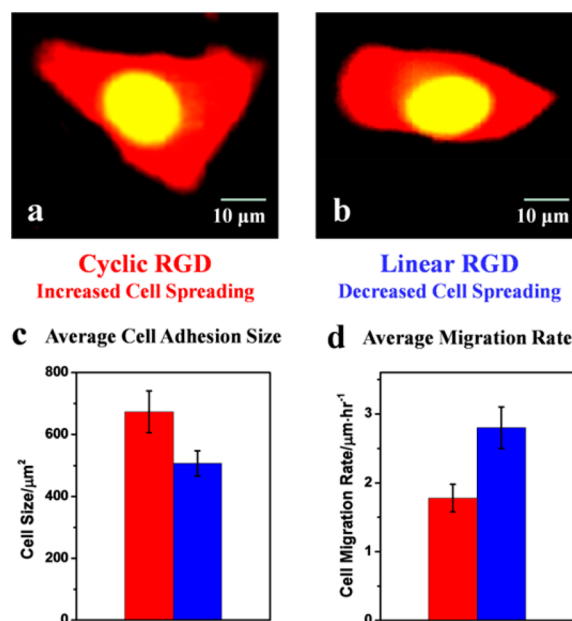 a
10 µm
b
10 µm
Cyclic RGD
Increased Cell Spreading
Linear RGD
Decreased Cell Spreading
c Average Cell Adhesion Size
d Average Migration Rate
800
600
400
200
0
Cell Size/µm²
3
2
1
0
Cell Migration Rate/µm·hr⁻¹